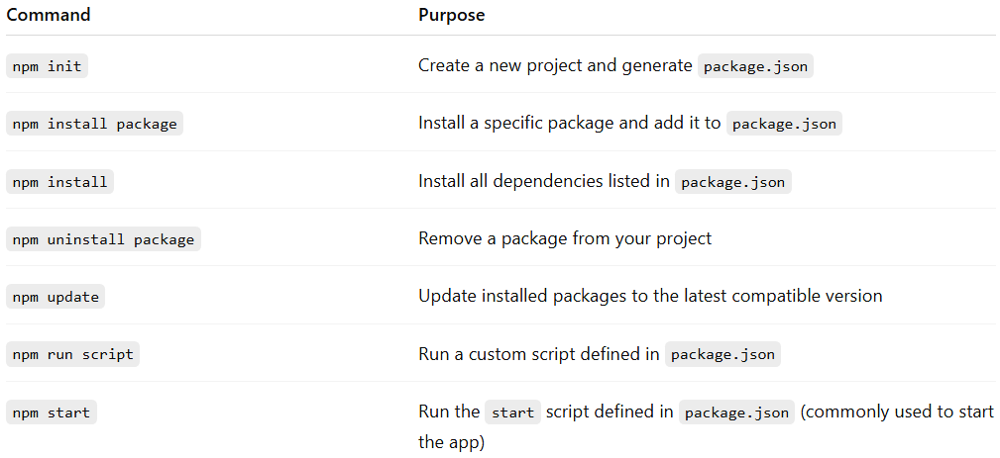 Command Purpose
npm init Create a new project and generate package.json
npm install package Install a specific package and add it to package.json
npm install Install all dependencies listed in package.json
npm uninstall package Remove a package from your project
npm update Update installed packages to the latest compatible version
npm run script Run a custom script defined in package.json
npm start Run the start script defined in package.json (commonly used to start
the app)